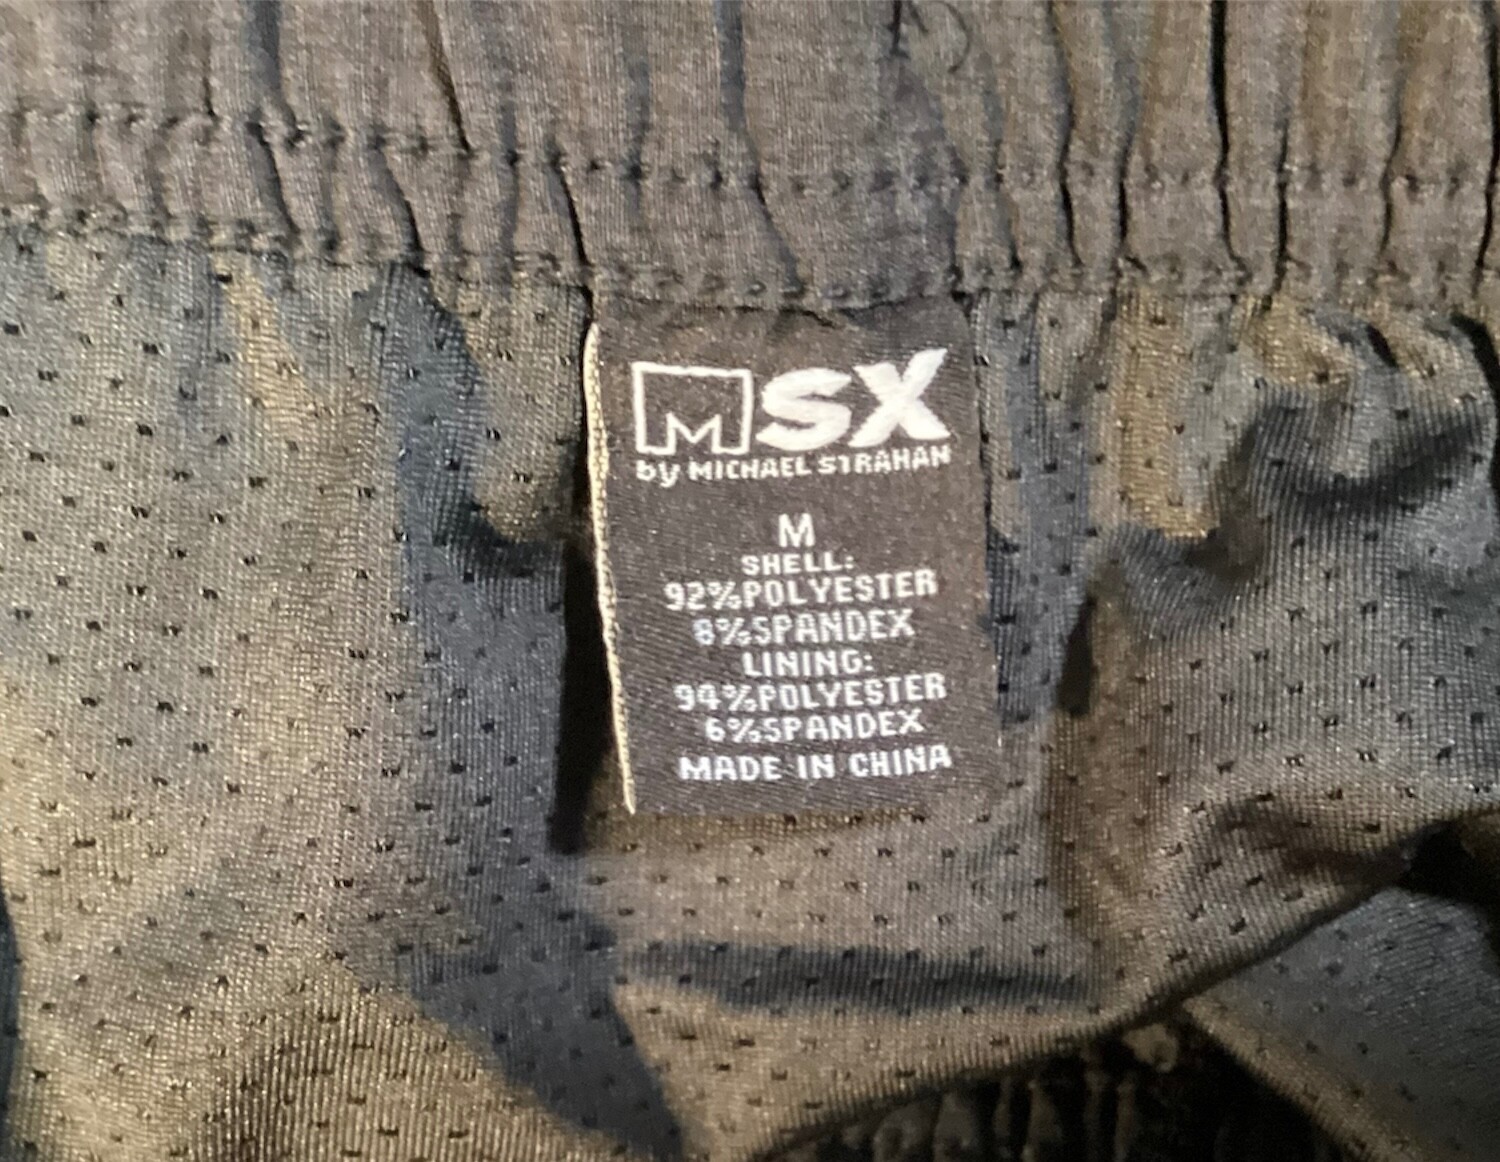 MSX
by MICHAEL STRAHAN
M
SHELL:
92%POLYESTER
8%SPANDEX
LINING:
94%POLYESTER
6%SPANDEX
MADE IN CHINA